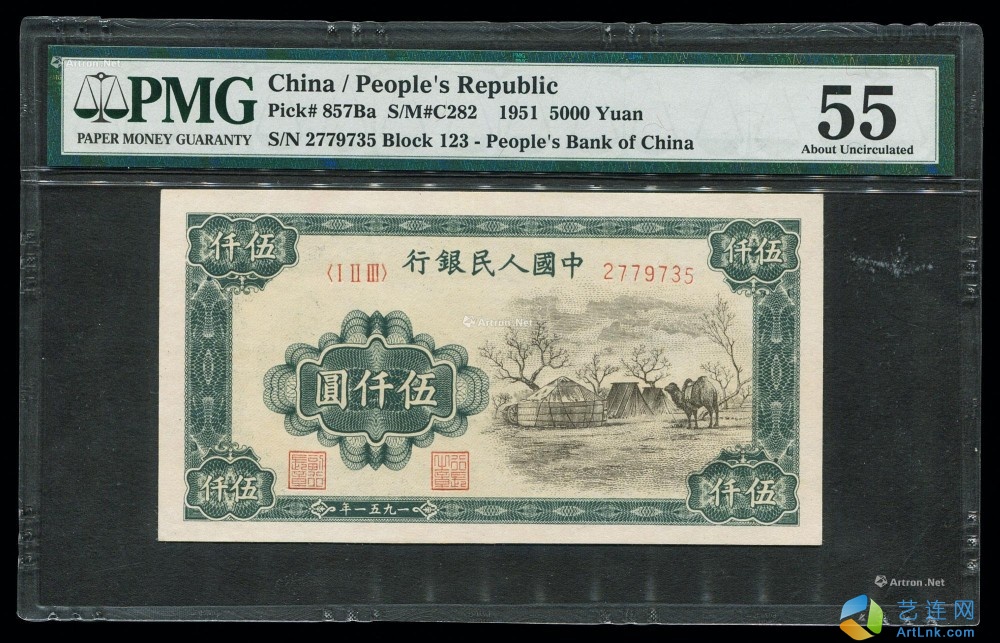 PMG
PAPER MONEY GUARANTY
China / People's Republic
Pick# 857Ba S/M#C282 1951 5000 Yuan
S/N 2779735 Block 123 - People's Bank of China
55
About Uncirculated
Artron.Net
仟伍
仟伍
行銀民人國中
〈I II III〉
2779735
Artron.Net
圓仟伍
仟伍
仟伍
年一五九一
Artron.Net
艺连网
ArtLnk.com